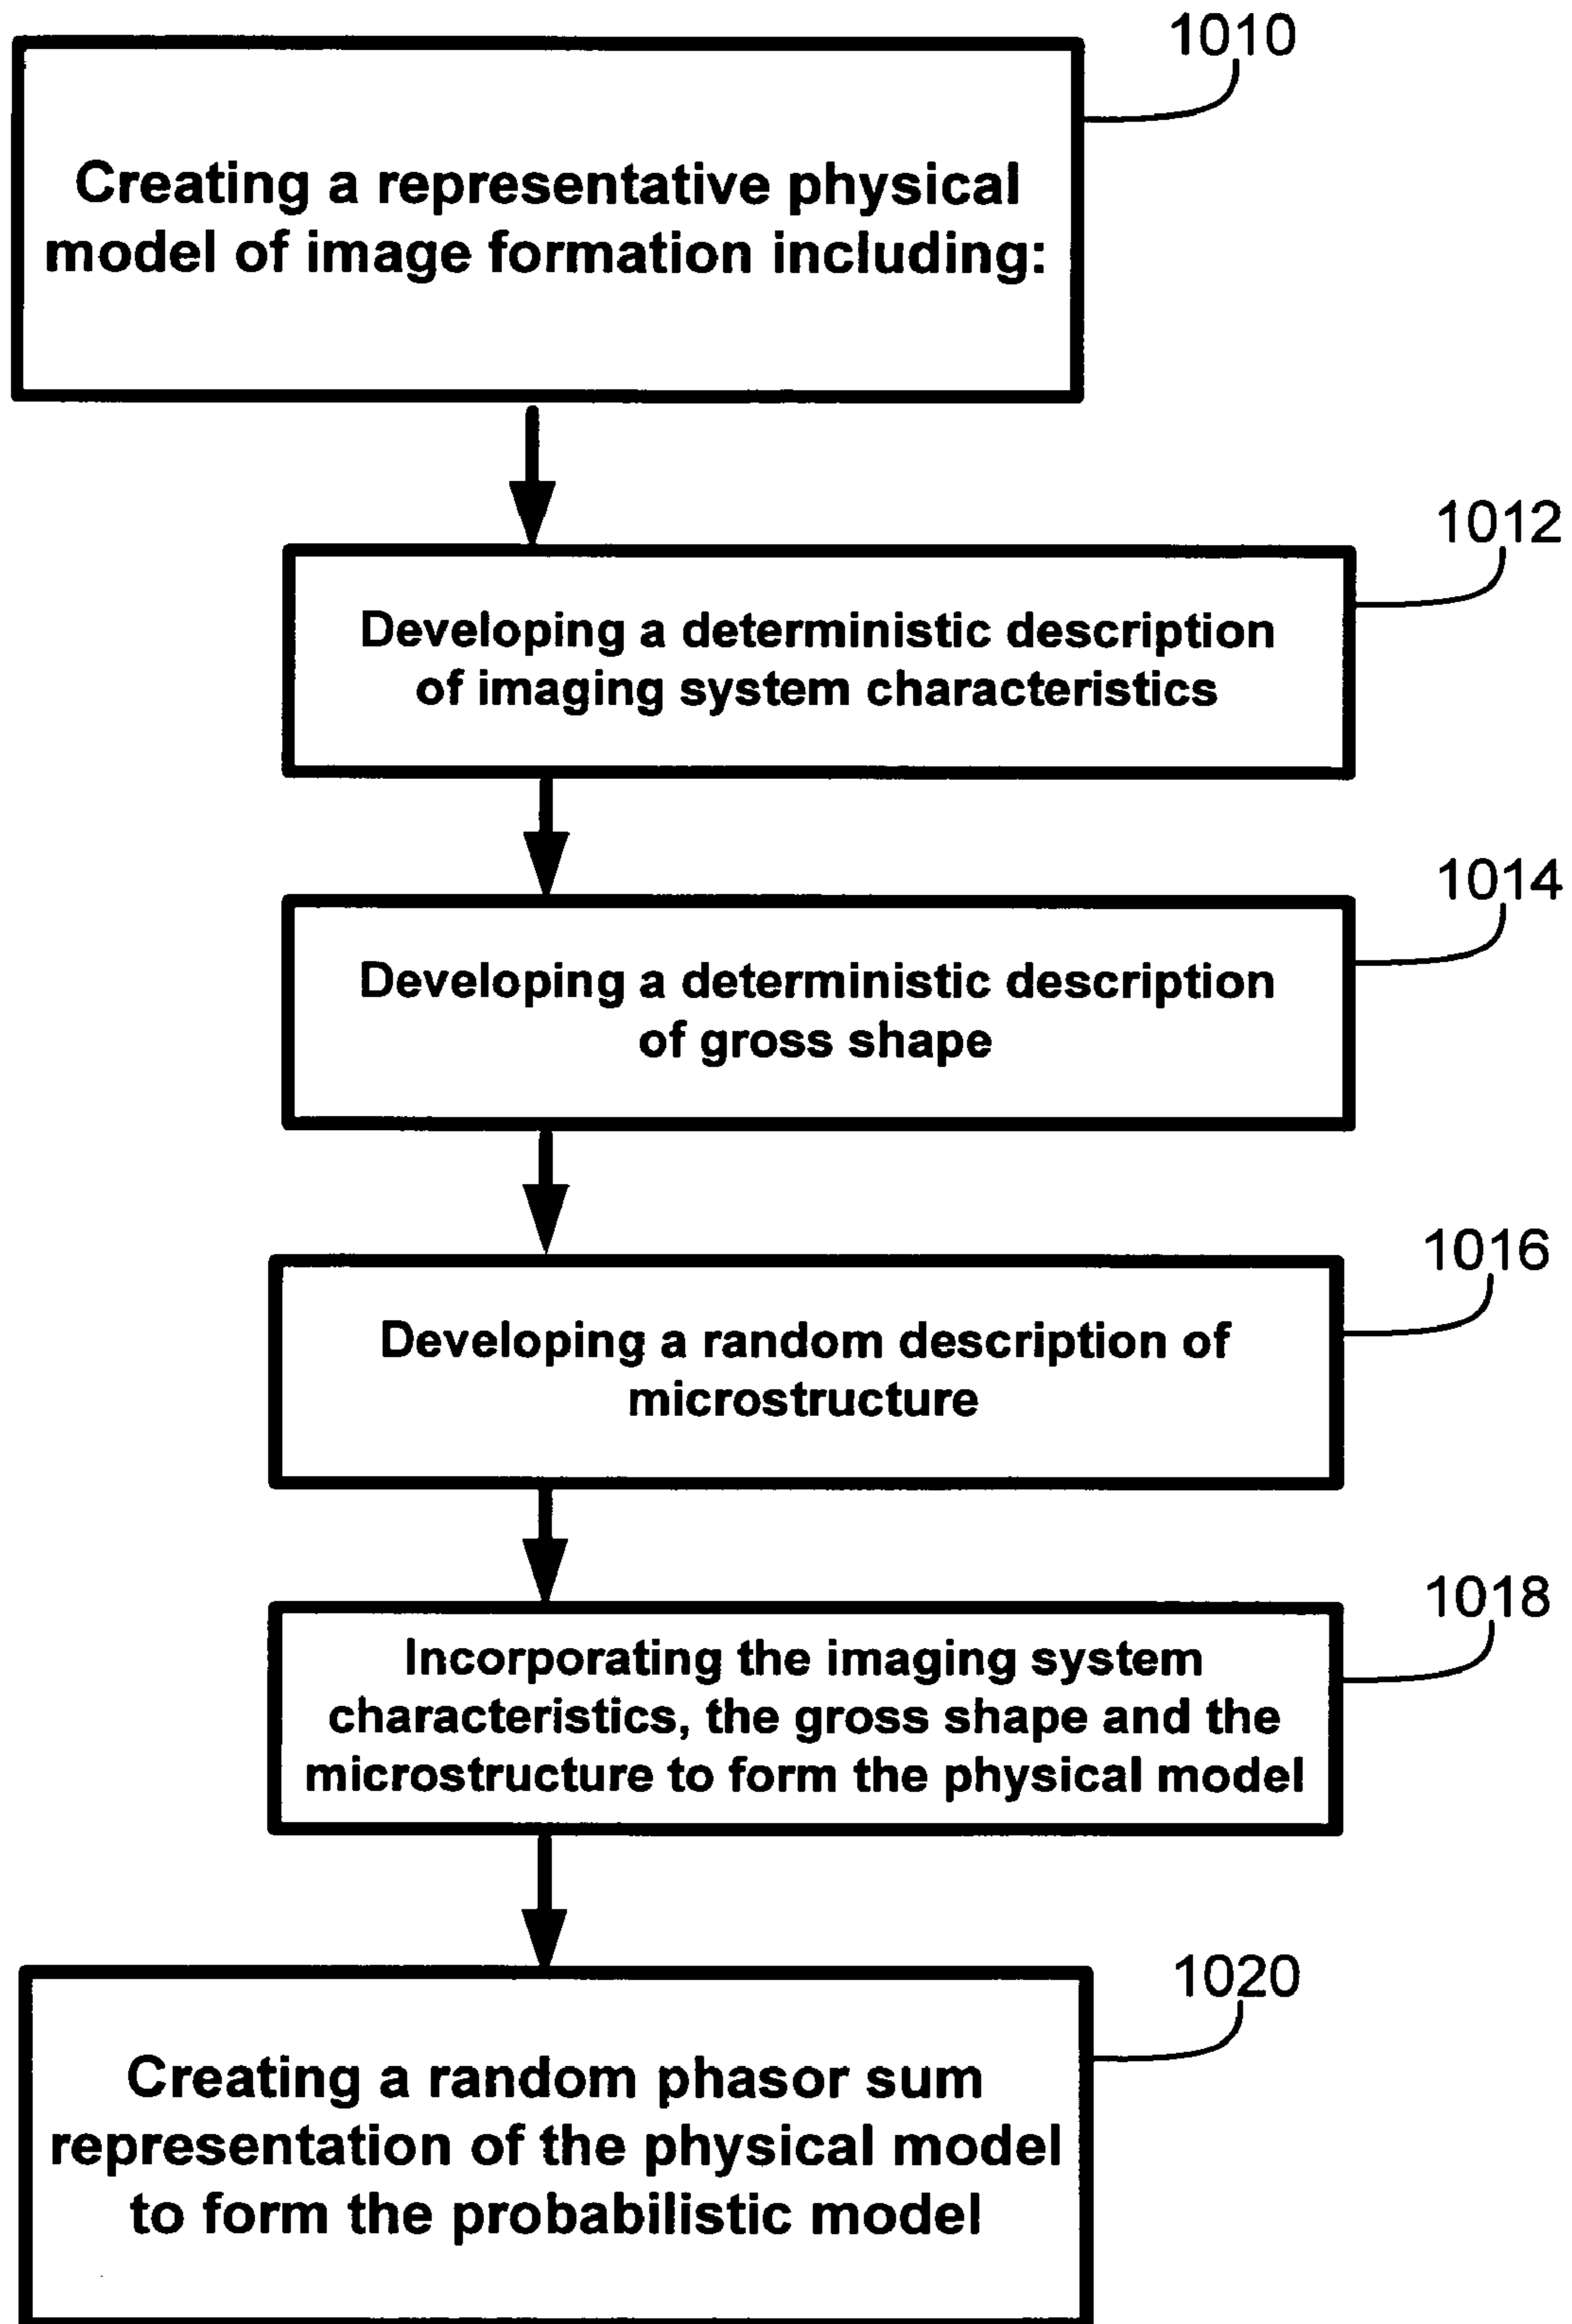 1010
Creating a representative physical
model of image formation including:
1012
Developing a deterministic description
of imaging system characteristics
1014
Developing a deterministic description
of gross shape
1016
Developing a random description of
microstructure
1018
Incorporating the imaging system
characteristics, the gross shape and the
microstructure to form the physical model
1020
Creating a random phasor sum
representation of the physical model
to form the probabilistic model